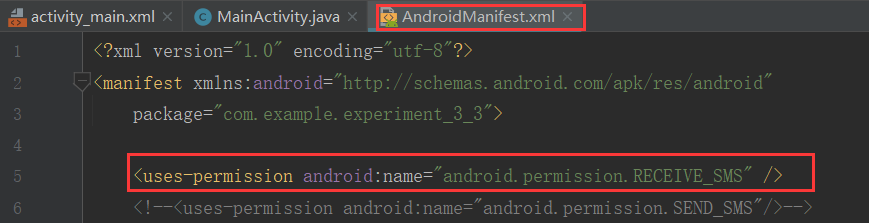 activity_main.xml MainActivity.java AndroidManifest.xml
1 <?xml version="1.0" encoding="utf-8"?>
2 <manifest xmlns:android="http://schemas.android.com/apk/res/android"
3 package="com.example.experiment_3_3">
4
5 <uses-permission android:name="android.permission.RECEIVE_SMS" />
6 <!--<uses-permission android:name="android.permission.SEND_SMS"/>-->